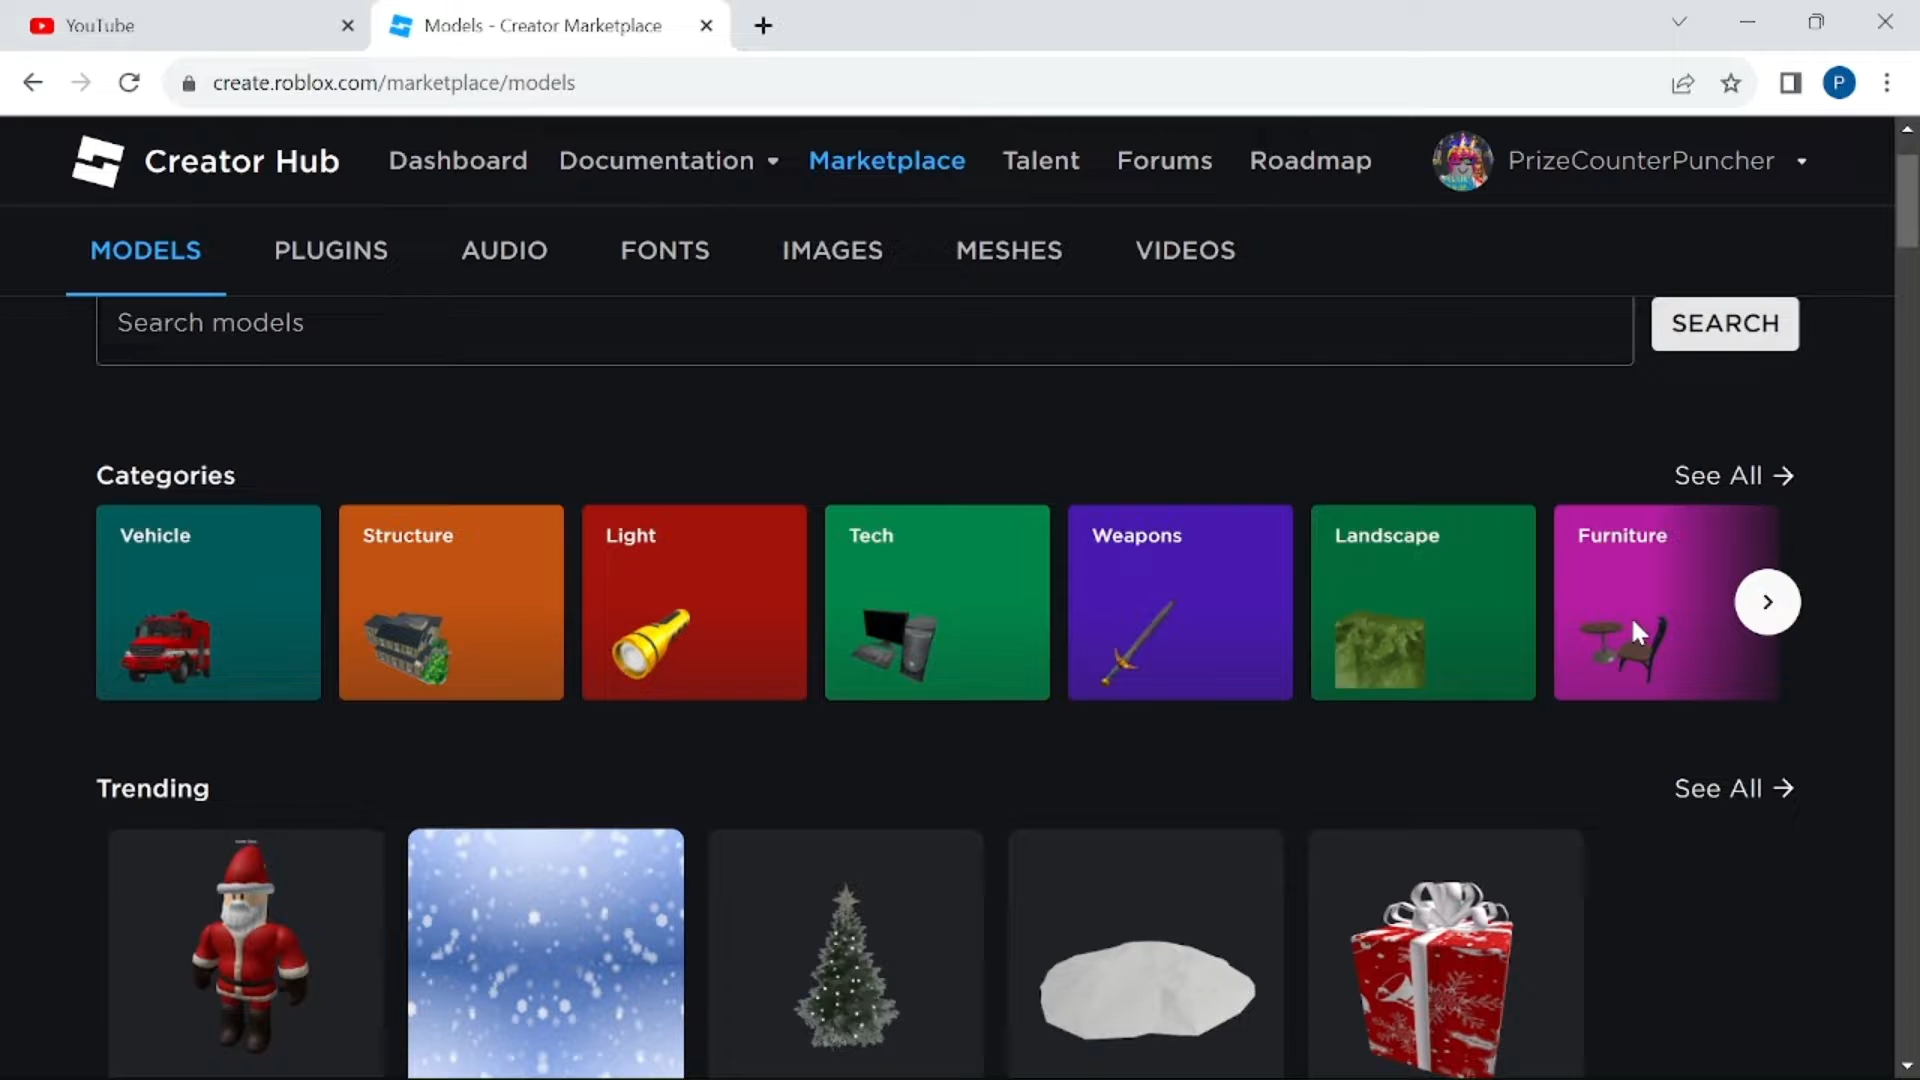 YouTube
Models - Creator Marketplace
create.roblox.com/marketplace/models
P
Creator Hub
Dashboard
Documentation
Marketplace
Talent
Forums
Roadmap
PrizeCounterPuncher
MODELS
PLUGINS
AUDIO
FONTS
IMAGES
MESHES
VIDEOS
Search models
SEARCH
Categories
See All
Vehicle
Structure
Light
Tech
Weapons
Landscape
Furniture
Trending
See All